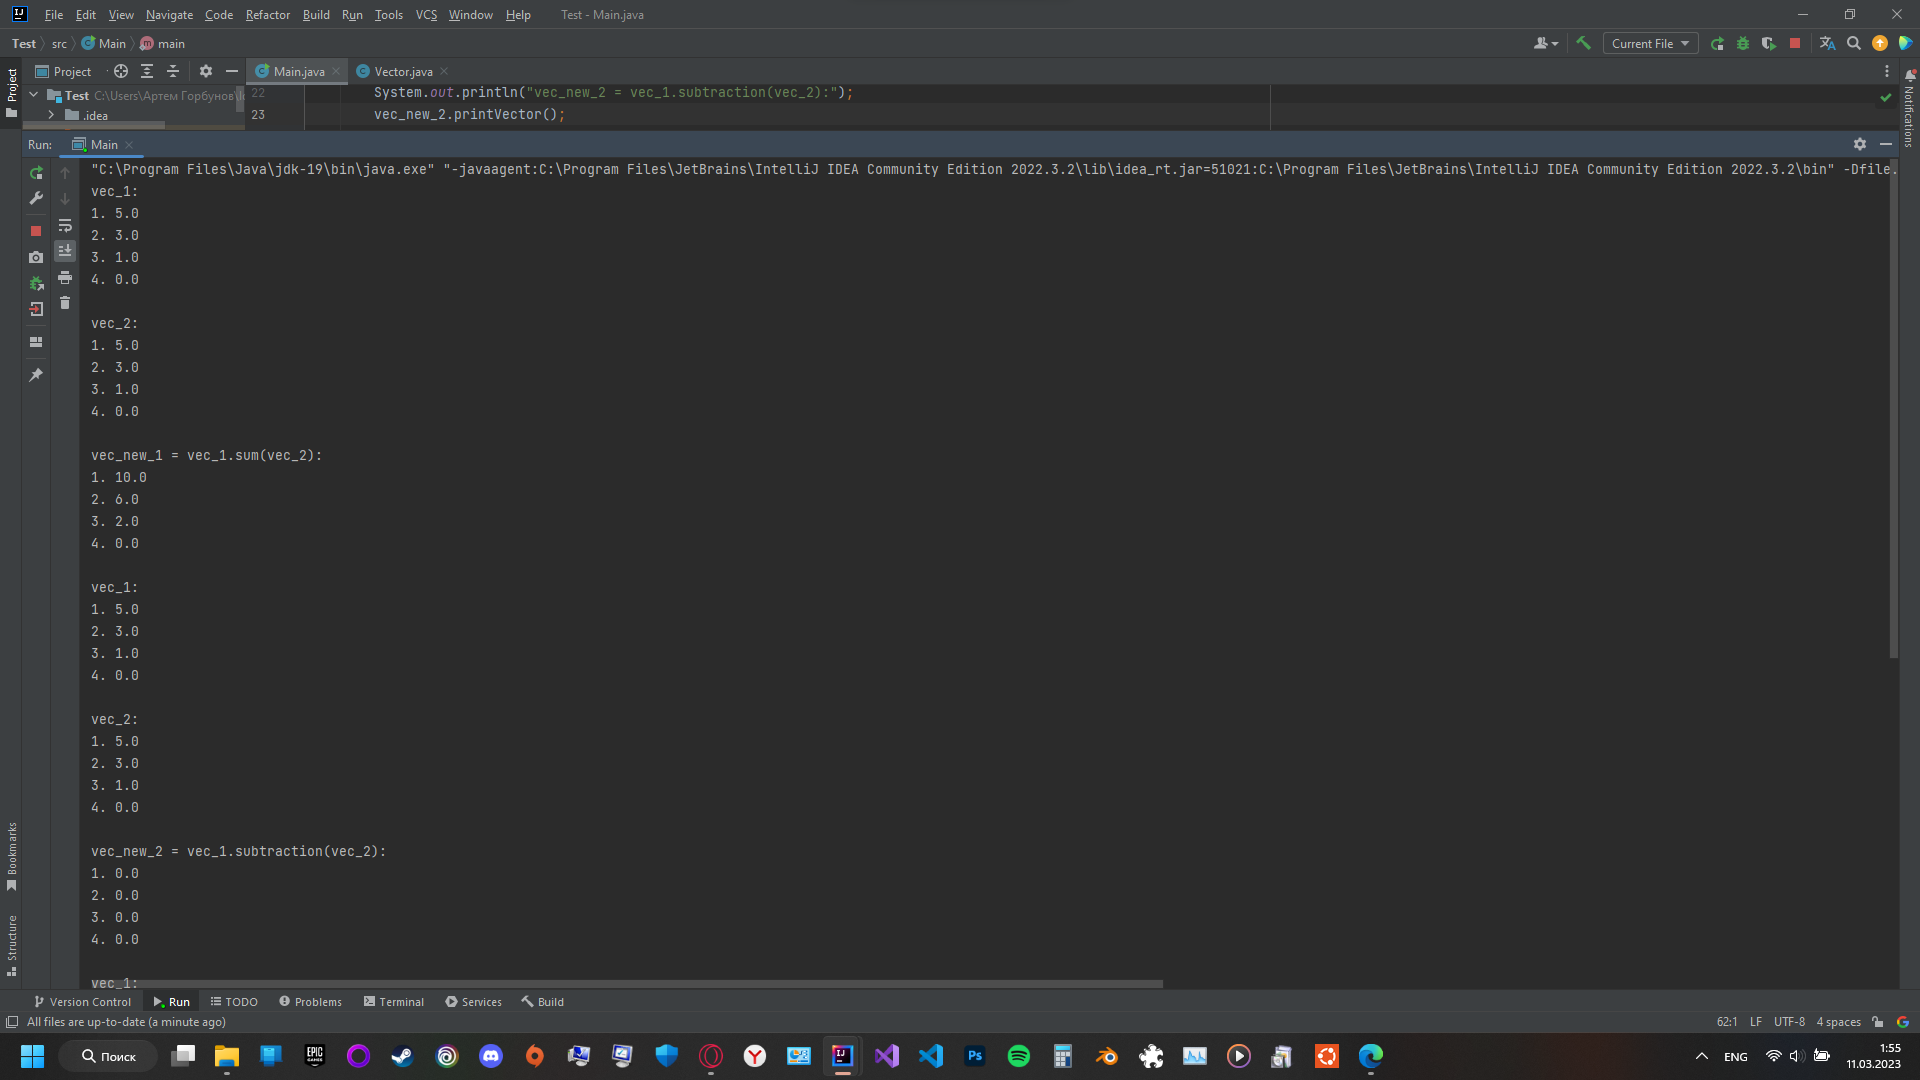 File Edit View Navigate Code Refactor Build Run Tools VCS Window Help Test - Main.java
Test src Main main Current File
Project Main.java Vector.java
Project
Notifications
Test C:\Users\Артем Горбунов\
.idea
22 System.out.println("vec_new_2 = vec_1.subtraction(vec_2):");
23 vec_new_2.printVector();
Run: Main
"C:\Program Files\Java\jdk-19\bin\java.exe" "-javaagent:C:\Program Files\JetBrains\IntelliJ IDEA Community Edition 2022.3.2\lib\idea_rt.jar=51021:C:\Program Files\JetBrains\IntelliJ IDEA Community Edition 2022.3.2\bin" -Dfile.
vec_1:
1. 5.0
2. 3.0
3. 1.0
4. 0.0
vec_2:
1. 5.0
2. 3.0
3. 1.0
4. 0.0
vec_new_1 = vec_1.sum(vec_2):
1. 10.0
2. 6.0
3. 2.0
4. 0.0
vec_1:
1. 5.0
2. 3.0
3. 1.0
4. 0.0
vec_2:
1. 5.0
2. 3.0
3. 1.0
4. 0.0
vec_new_2 = vec_1.subtraction(vec_2):
1. 0.0
2. 0.0
3. 0.0
4. 0.0
vec_1:
Bookmarks
Structure
Version Control Run TODO Problems Terminal Services Build
All files are up-to-date (a minute ago) 62:1 LF UTF-8 4 spaces
Поиск
EPIC GAMES
Ps
ENG
1:55
11.03.2023